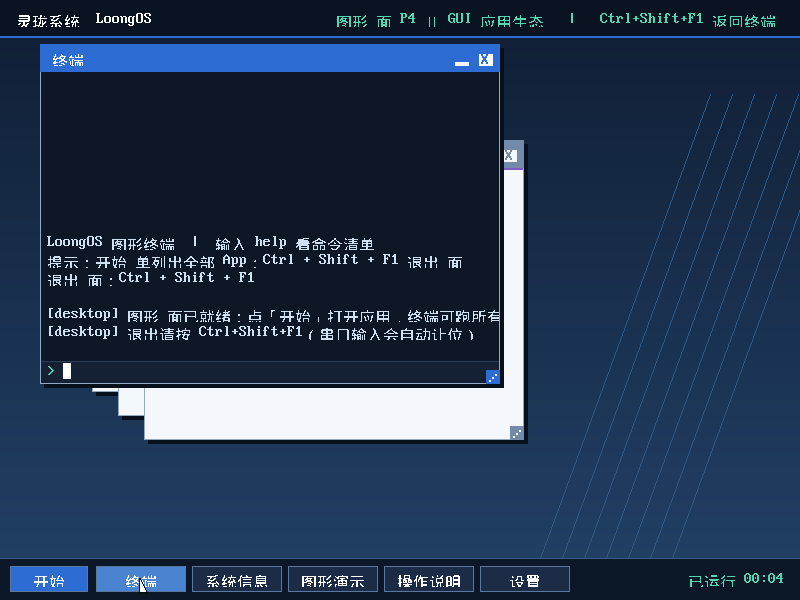 灵珑系统 LoongOS
图形 面 P4 || GUI 应用生态 | Ctrl+Shift+F1 返回终端
终端
X
X
LoongOS 图形终端 | 输入 help 看命令清单
提示：开始 单列出全部 App；Ctrl + Shift + F1 退出 面
退出 面：Ctrl + Shift + F1
[desktop] 图形 面已就绪：点「开始」打开应用，终端可跑所有
[desktop] 退出请按 Ctrl+Shift+F1（串口输入会自动让位）
>
开始
终端
系统信息
图形演示
操作说明
设置
已运行 00:04